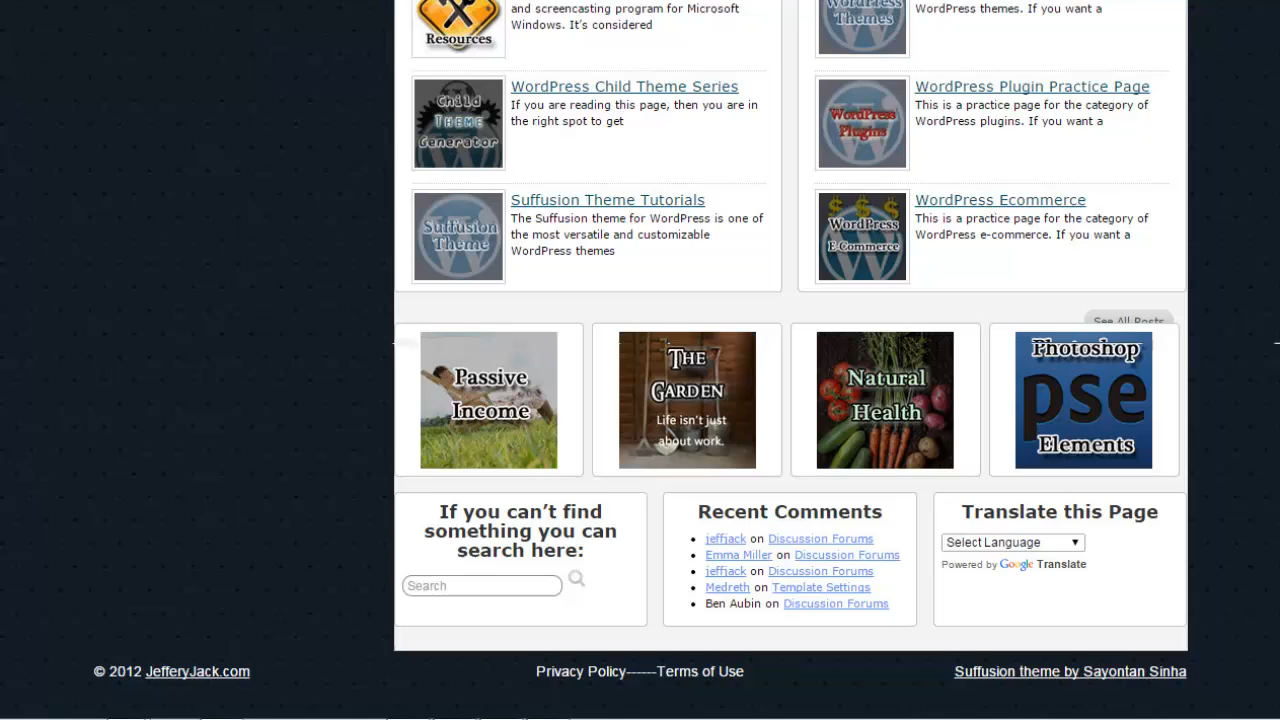 Resources
and screencasting program for Microsoft
Windows. It's considered
WordPress
Themes
WordPress themes. If you want a
Child
Theme
Generator
WordPress Child Theme Series
If you are reading this page, then you are in
the right spot to get
WordPress
Plugins
WordPress Plugin Practice Page
This is a practice page for the category of
WordPress plugins. If you want a
Suffusion
Theme
Suffusion Theme Tutorials
The Suffusion theme for WordPress is one of
the most versatile and customizable
WordPress themes
$ $ $
WordPress
E-Commerce
WordPress Ecommerce
This is a practice page for the category of
WordPress e-commerce. If you want a
See All Posts
Passive
Income
The
Garden
Life isn't just
about work.
Natural
Health
Photoshop
pse
Elements
If you can't find
something you can
search here:
Search
Recent Comments
jeffjack on Discussion Forums
Emma Miller on Discussion Forums
jeffjack on Discussion Forums
Medreth on Template Settings
Ben Aubin on Discussion Forums
Translate this Page
Select Language
Powered by Google Translate
© 2012 JefferyJack.com
Privacy Policy------Terms of Use
Suffusion theme by Sayontan Sinha